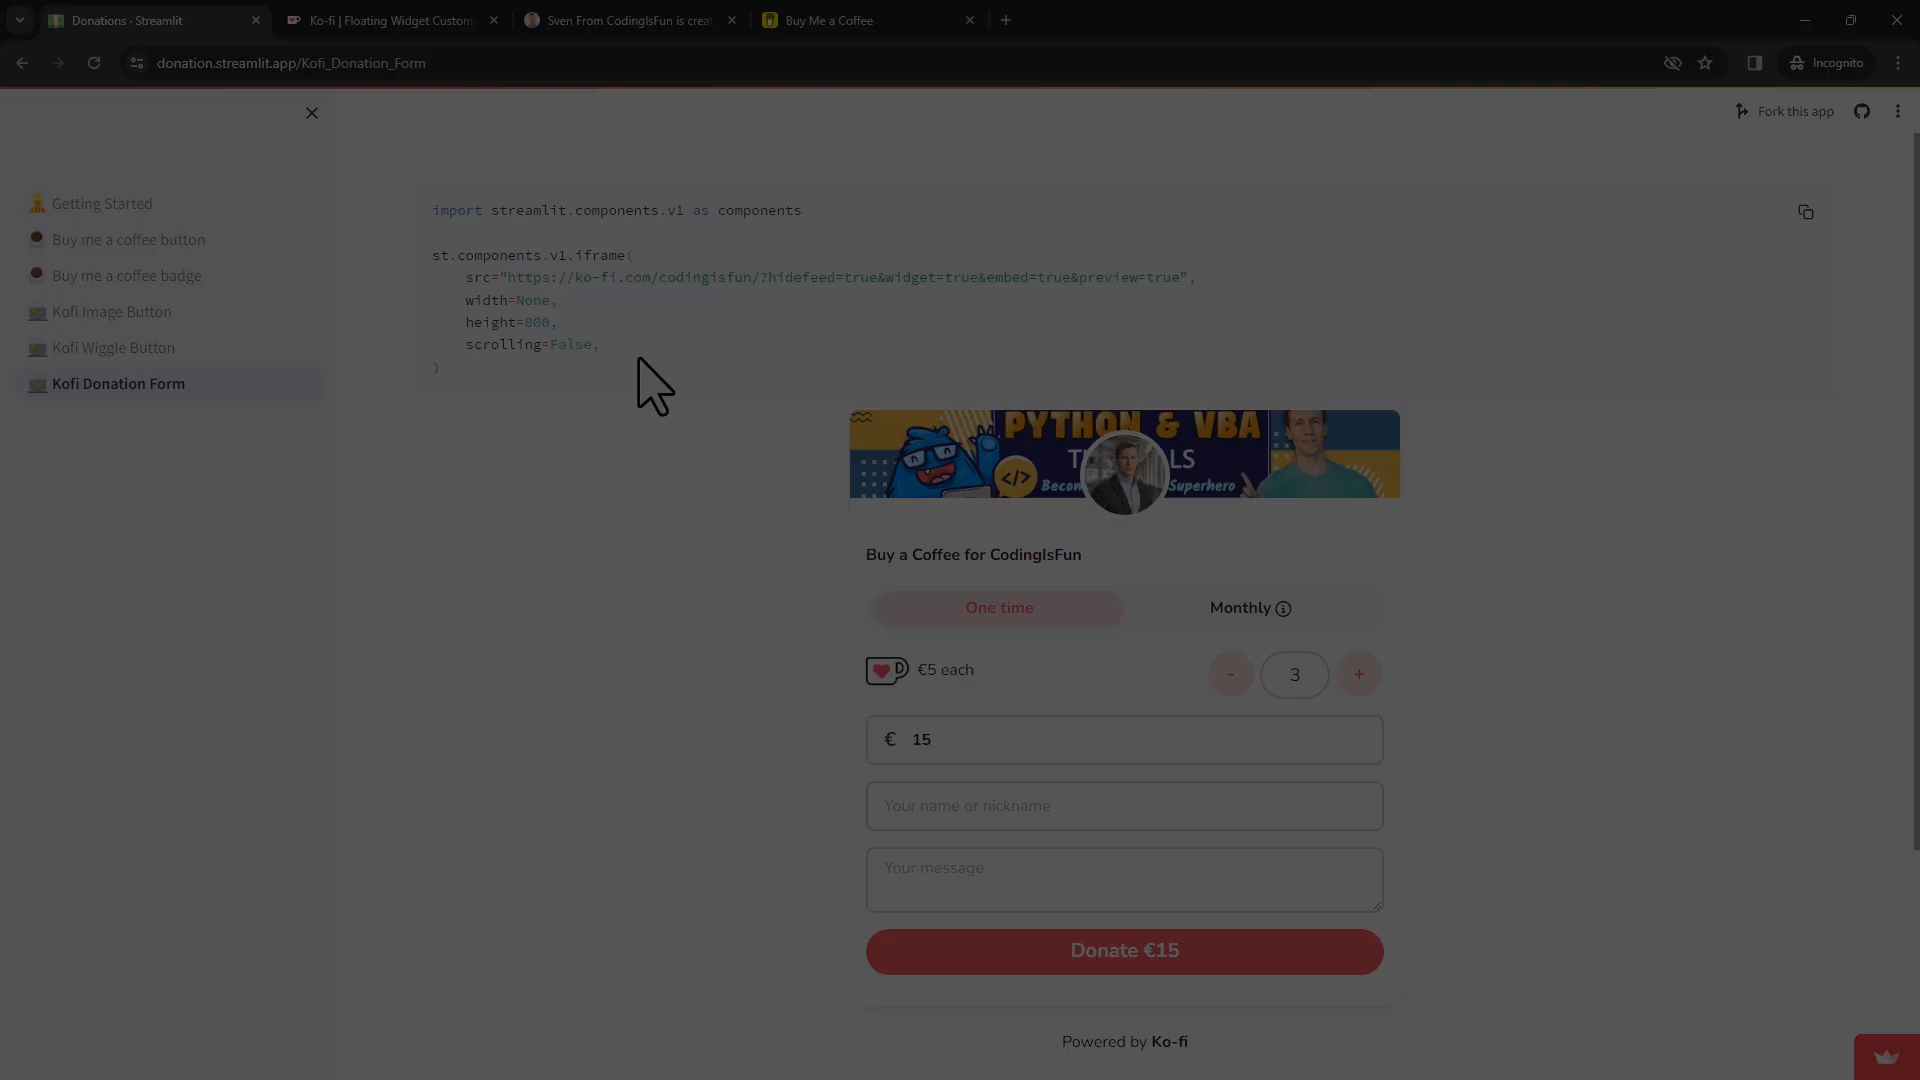 Donations · Streamlit
Ko-fi | Floating Widget Custom
Sven From CodingIsFun is crea
Buy Me a Coffee
donation.streamlit.app/Kofi_Donation_Form
Incognito
Fork this app
Getting Started
Buy me a coffee button
Buy me a coffee badge
Kofi Image Button
Kofi Wiggle Button
Kofi Donation Form
import streamlit.components.v1 as components
st.components.v1.iframe(
src="https://ko-fi.com/codingisfun/?hidefeed=true&widget=true&embed=true&preview=true",
width=None,
height=800,
scrolling=False,
)
PYTHON & VBA
</>
Superhero
Buy a Coffee for CodingIsFun
One time
Monthly
€5 each
-
3
+
€ 15
Your name or nickname
Your message
Donate €15
Powered by Ko-fi